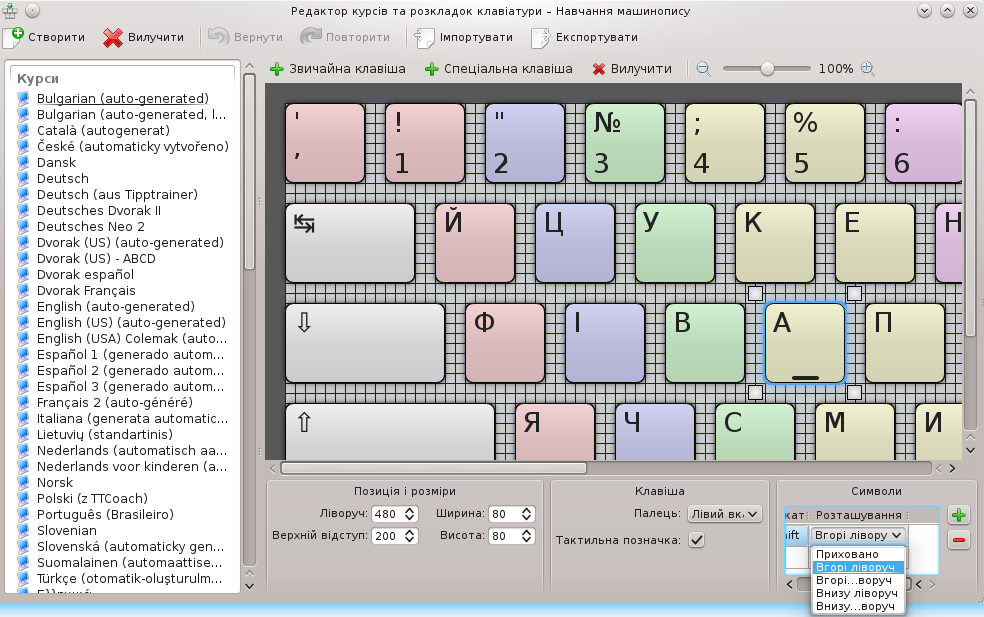 Редактор курсів та розкладок клавіатури – Навчання машинопису
Створити Вилучити Вернути Повторити Імпортувати Експортувати
Курси
Bulgarian (auto-generated)
Bulgarian (auto-generated, l...
Català (autogenerat)
České (automaticky vytvořeno)
Dansk
Deutsch
Deutsch (aus Tipptrainer)
Deutsches Dvorak II
Deutsches Neo 2
Dvorak (US) (auto-generated)
Dvorak (US) - ABCD
Dvorak español
Dvorak Français
English (auto-generated)
English (US) (auto-generated)
English (USA) Colemak (auto...
Español 1 (generado autom...
Español 2 (generado autom...
Español 3 (generado autom...
Français 2 (auto-généré)
Italiana (generata automatic...
Lietuvių (standartinis)
Nederlands (automatisch aa...
Nederlands voor kinderen (a...
Norsk
Polski (z TTCoach)
Português (Brasileiro)
Slovenian
Slovenská (automaticky gen...
Suomalainen (automaattise...
Türkçe (otomatik-oluşturulm...
Звичайна клавіша Спеціальна клавіша Вилучити 100%
' ! " № ; % :
, 1 2 3 4 5 6
↹ Й Ц У К Е Н
⇩ Ф І В А П
⇧ Я Ч С М И
Позиція і розміри
Ліворуч: 480 Ширина: 80
Верхній відступ: 200 Висота: 80
Клавіша
Палець: Лівий вк
Тактильна позначка:
Символи
кат Розташування
ift Вгорі лівору
Приховано
Вгорі ліворуч
Вгорі...воруч
Внизу ліворуч
Внизу...воруч